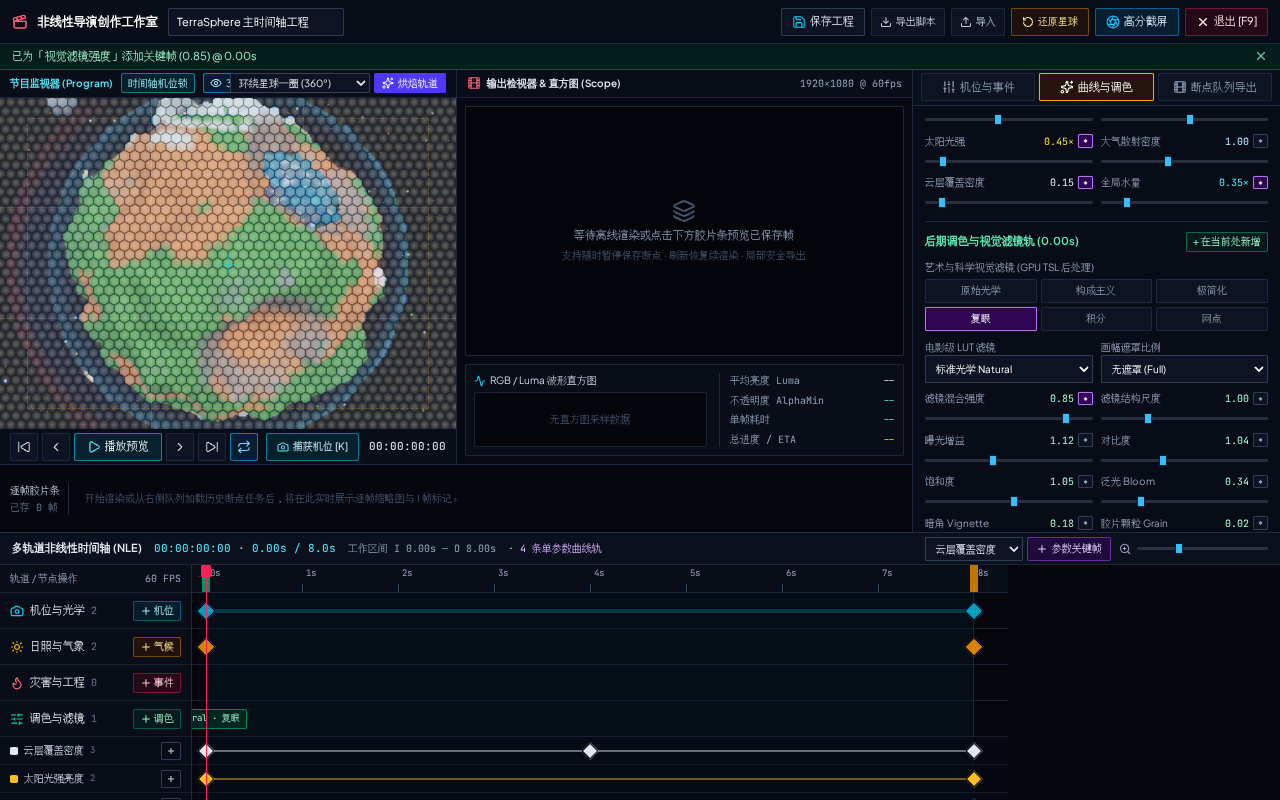 非线性导演创作工作室
TerraSphere 主时间轴工程
保存工程
导出脚本
导入
还原星球
高分截屏
退出 [F9]
已为「视觉滤镜强度」添加关键帧 (0.85) @ 0.00s
节目监视器 (Program)
时间轴机位锁
环绕星球一圈 (360°)
烘焙轨道
输出检视器 & 直方图 (Scope)
1920×1080 @ 60fps
机位与事件
曲线与调色
断点队列导出
太阳光强 0.45×
大气散射密度 1.00
云层覆盖密度 0.15
全局水量 0.35×
等待离线渲染或点击下方胶片条预览已保存帧
支持随时暂停保存断点 · 刷新恢复续渲染 · 局部安全导出
后期调色与视觉滤镜轨 (0.00s)
+ 在当前处新增
艺术与科学视觉滤镜 (GPU TSL 后处理)
原始光学
构成主义
极简化
复眼
积分
网点
电影级 LUT 滤镜
画幅遮罩比例
标准光学 Natural
无遮罩 (Full)
滤镜混合强度 0.85
滤镜结构尺度 1.00
曝光增益 1.12
对比度 1.04
饱和度 1.05
泛光 Bloom 0.34
暗角 Vignette 0.18
胶片颗粒 Grain 0.02
RGB / Luma 波形直方图
无直方图采样数据
平均亮度 Luma --
不透明度 AlphaMin --
单帧耗时 --
总进度 / ETA --
播放预览
捕获机位 [K]
00:00:00:00
逐帧胶片条
已存 0 帧
开始渲染或从右侧队列加载历史断点任务后，将在此实时展示逐帧缩略图与 I 帧标记。
多轨道非线性时间轴 (NLE)
00:00:00:00 · 0.00s / 8.0s
工作区间 I 0.00s — O 8.00s
· 4 条单参数曲线轨
云层覆盖密度
+ 参数关键帧
轨道 / 节点操作
60 FPS
0s 1s 2s 3s 4s 5s 6s 7s 8s
机位与光学 2
+ 机位
日照与气象 2
+ 气候
灾害与工程 0
+ 事件
调色与滤镜 1
+ 调色
ral · 复眼
云层覆盖密度 3
+
太阳光强亮度 2
+